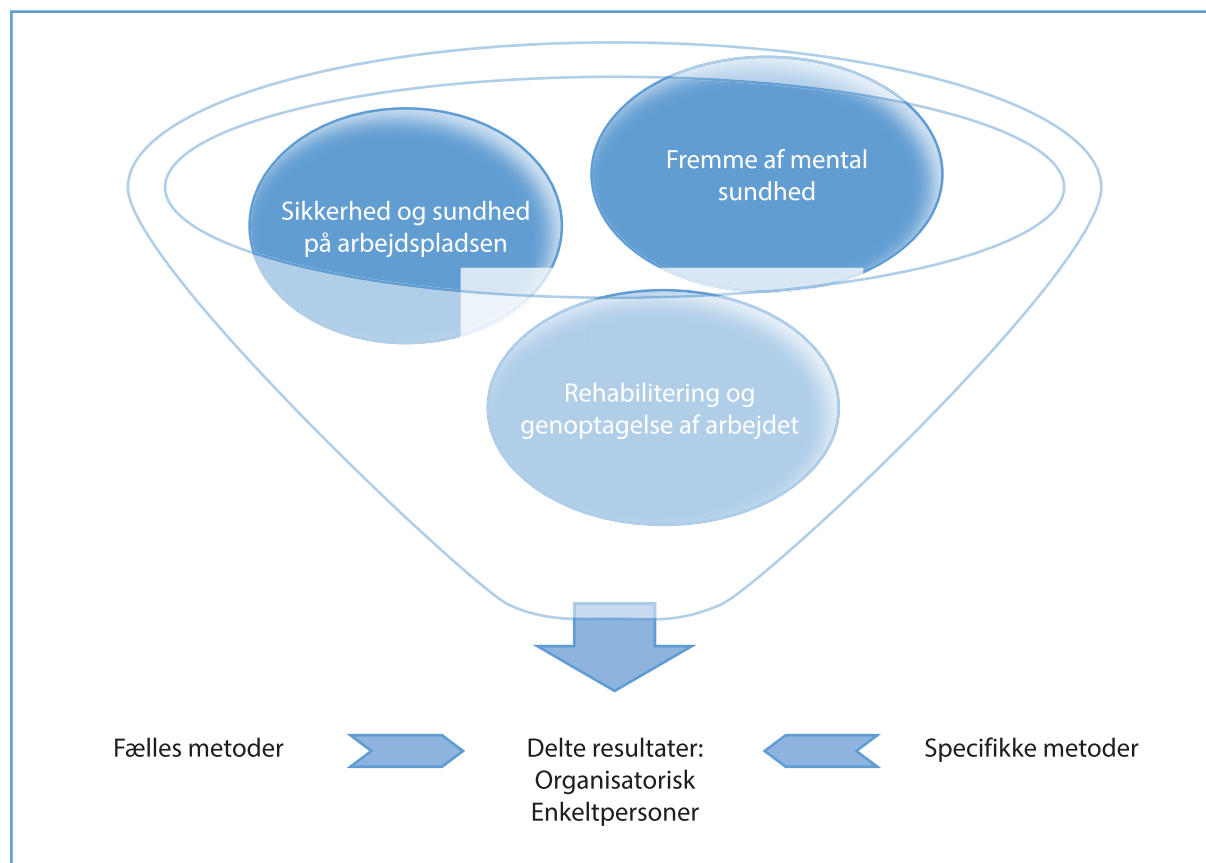 Fremme af mental
sundhed
Sikkerhed og sundhed
på arbejdspladsen
Rehabilitering og
genoptagelse af arbejdet
Fælles metoder
Delte resultater:
Organisatorisk
Enkeltpersoner
Specifikke metoder